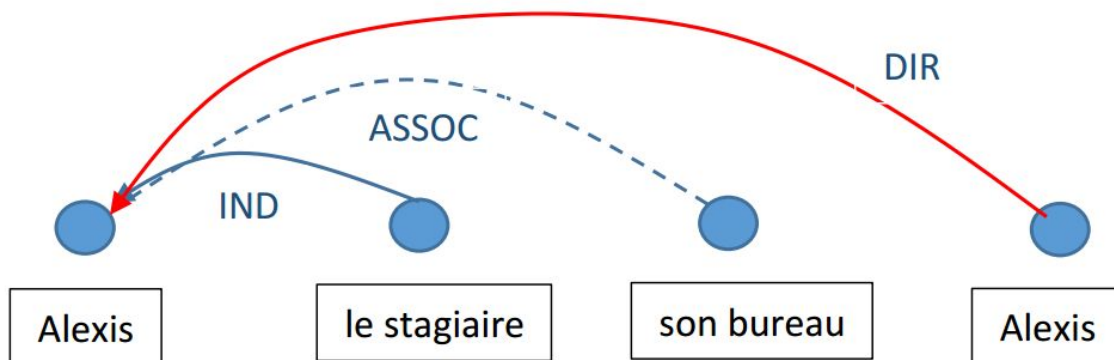 DIR
ASSOC
IND
Alexis
le stagiaire
son bureau
Alexis